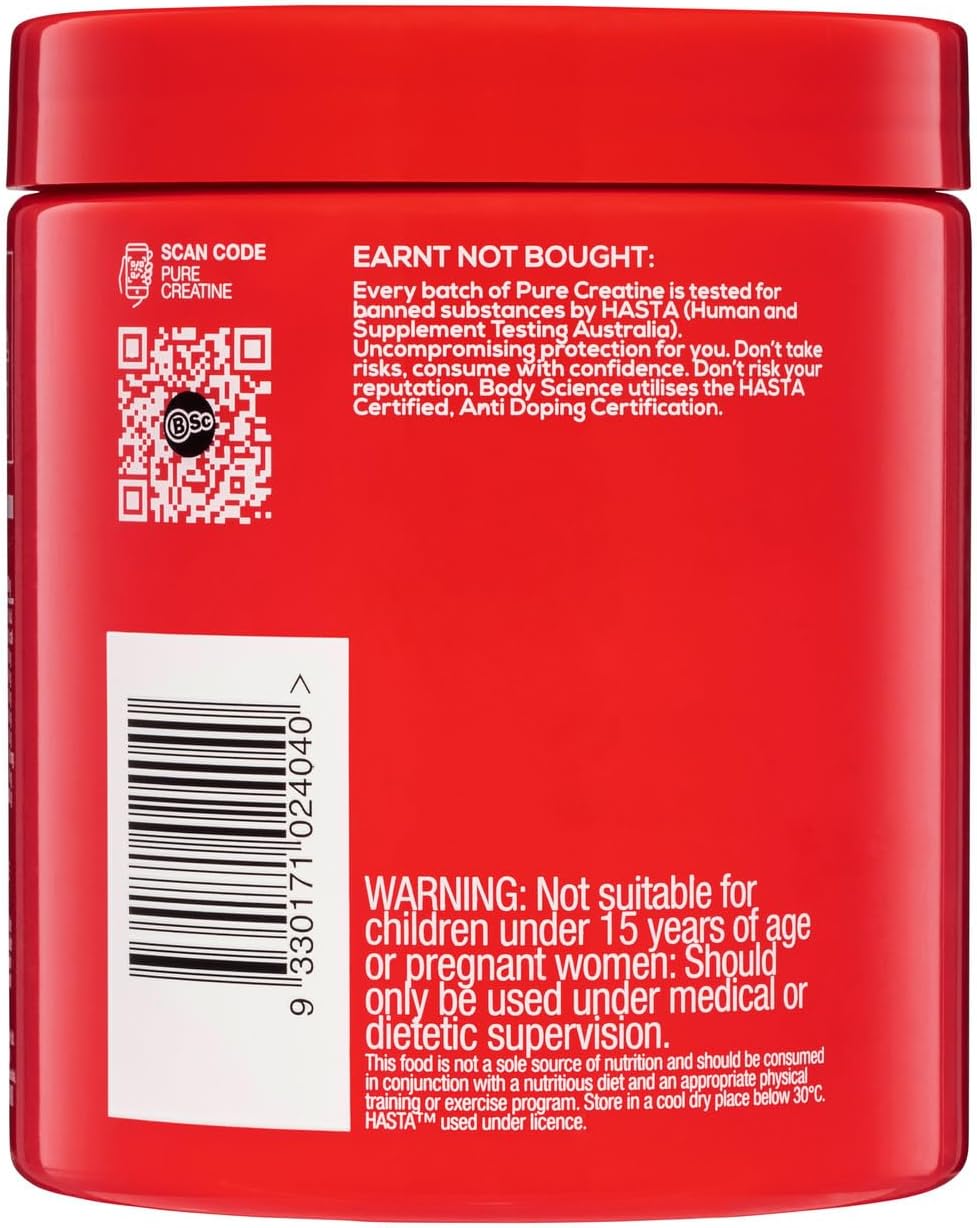 SCAN CODE
PURE
CREATINE
BSc
EARNT NOT BOUGHT:
Every batch of Pure Creatine is tested for
banned substances by HASTA (Human and
Supplement Testing Australia).
Uncompromising protection for you. Don't take
risks, consume with confidence. Don't risk your
reputation. Body Science utilises the HASTA
Certified, Anti Doping Certification.
9 330171 024040 >
WARNING: Not suitable for
children under 15 years of age
or pregnant women: Should
only be used under medical or
dietetic supervision.
This food is not a sole source of nutrition and should be consumed
in conjunction with a nutritious diet and an appropriate physical
training or exercise program. Store in a cool dry place below 30°C.
HASTA™ used under licence.